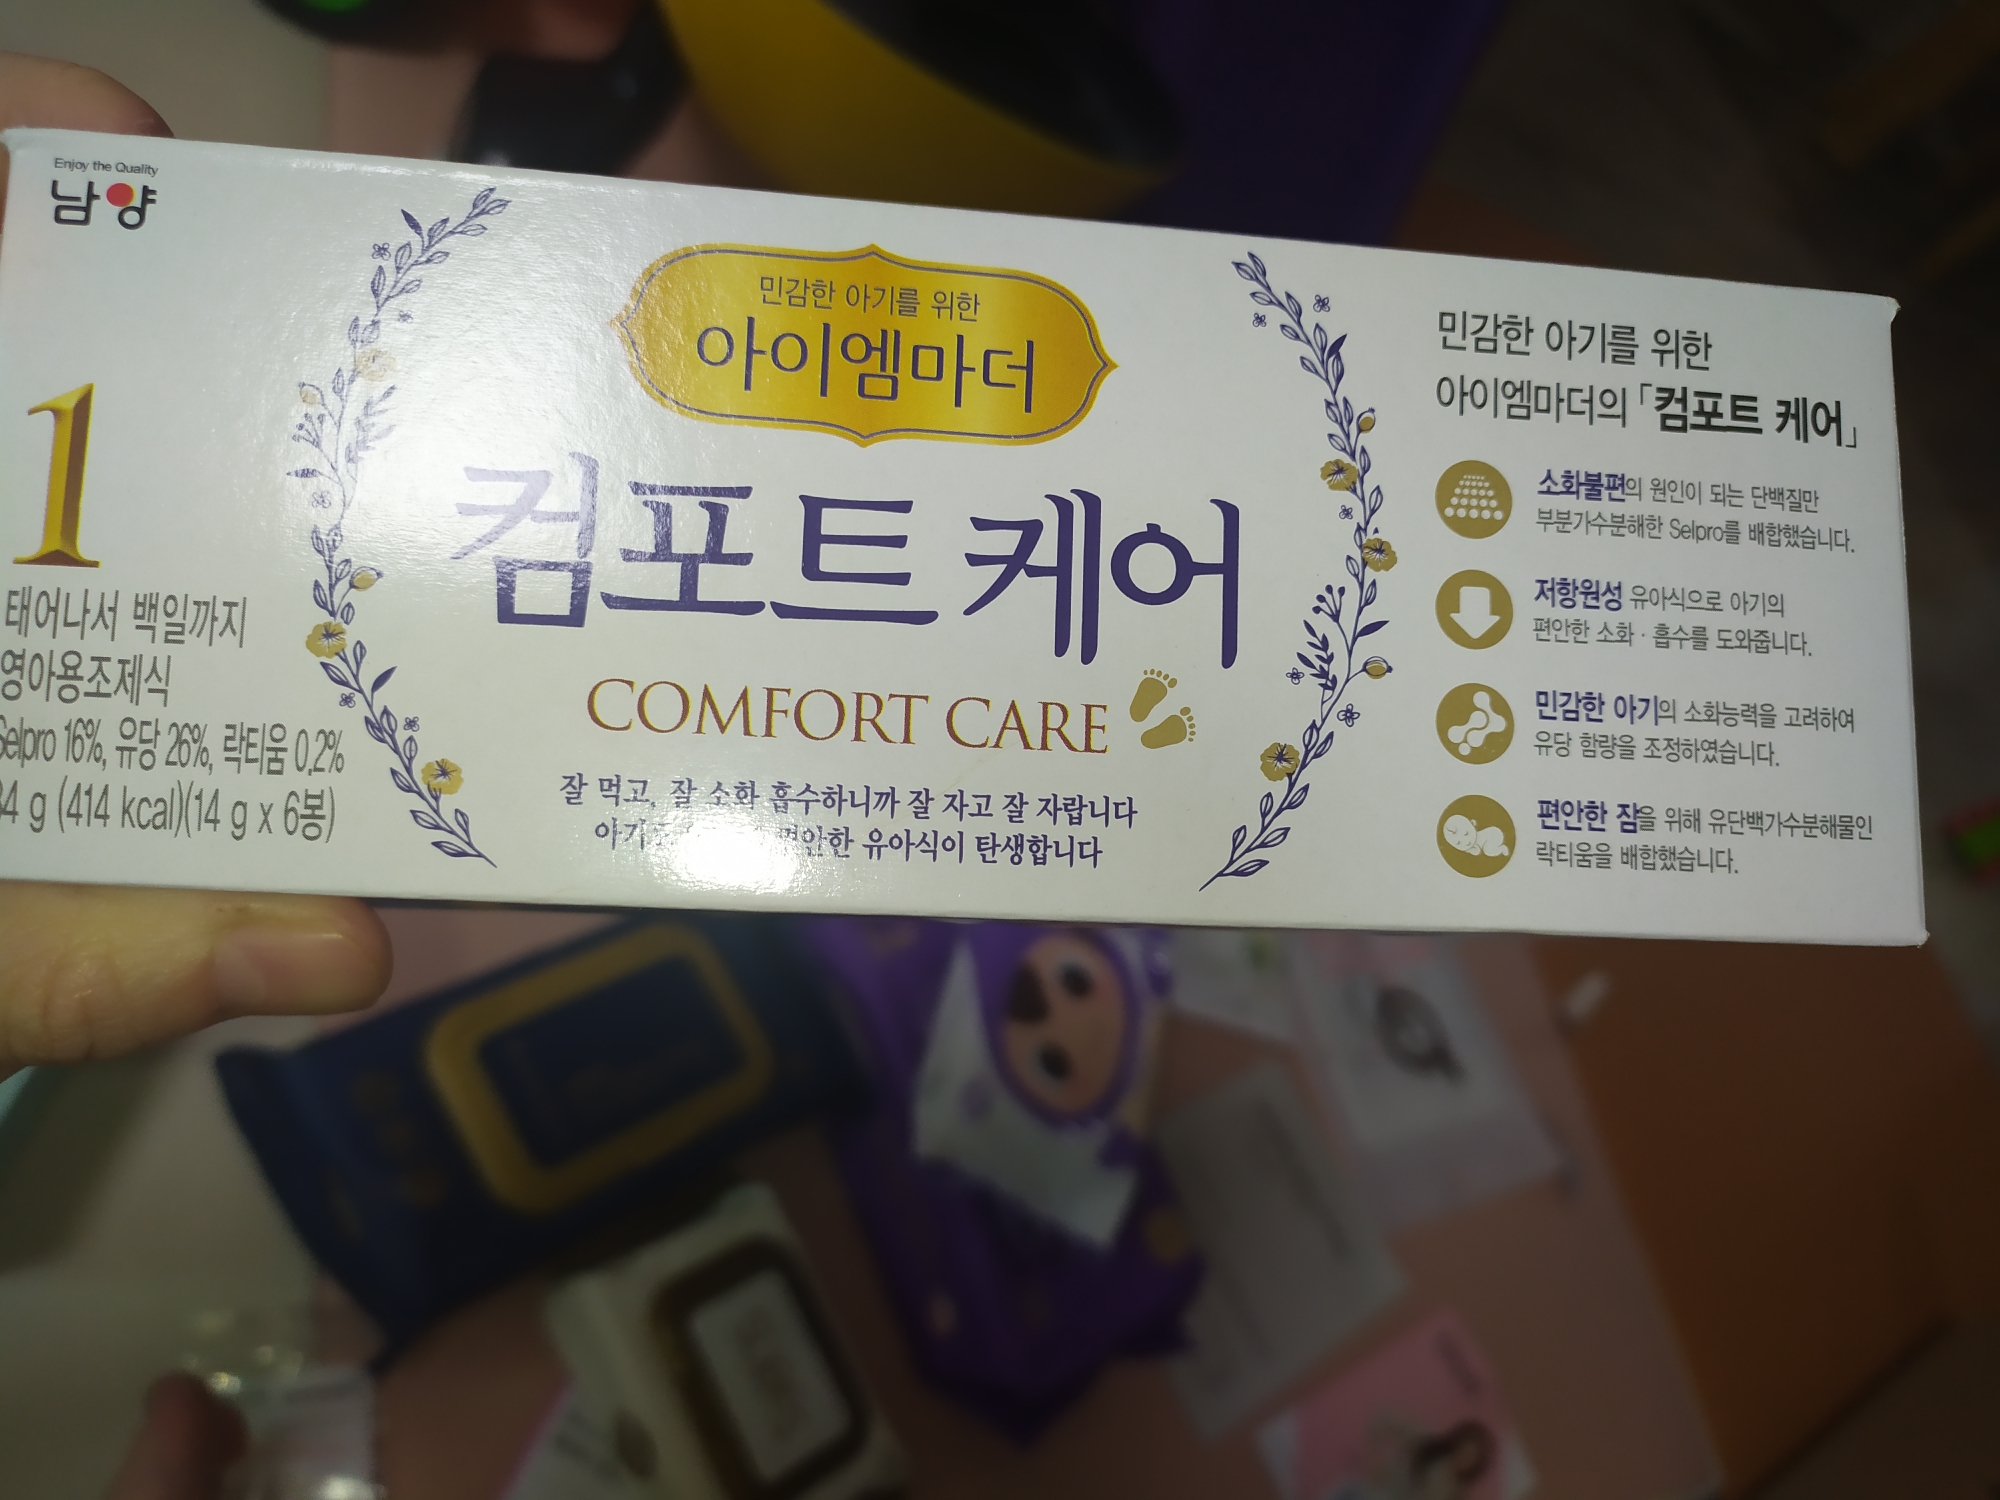 Enjoy the Quality
남양
1
태어나서 백일까지
영아용조제식
Selpro 16%, 유당 26%, 락티움 0.2%
4 g (414 kcal)(14 g x 6봉)
민감한 아기를 위한
아이엠마더
컴포트 케어
COMFORT CARE
잘 먹고, 잘 소화 흡수하니까 잘 자고 잘 자랍니다
유아식이 탄생합니다
민감한 아기를 위한
아이엠마더의 「컴포트 케어」
소화불편의 원인이 되는 단백질만
부분가수분해한 Selpro를 배합했습니다.
저항원성 유아식으로 아기의
편안한 소화 · 흡수를 도와줍니다.
민감한 아기의 소화능력을 고려하여
유당 함량을 조정하였습니다.
편안한 잠을 위해 유단백가수분해물인
락티움을 배합했습니다.